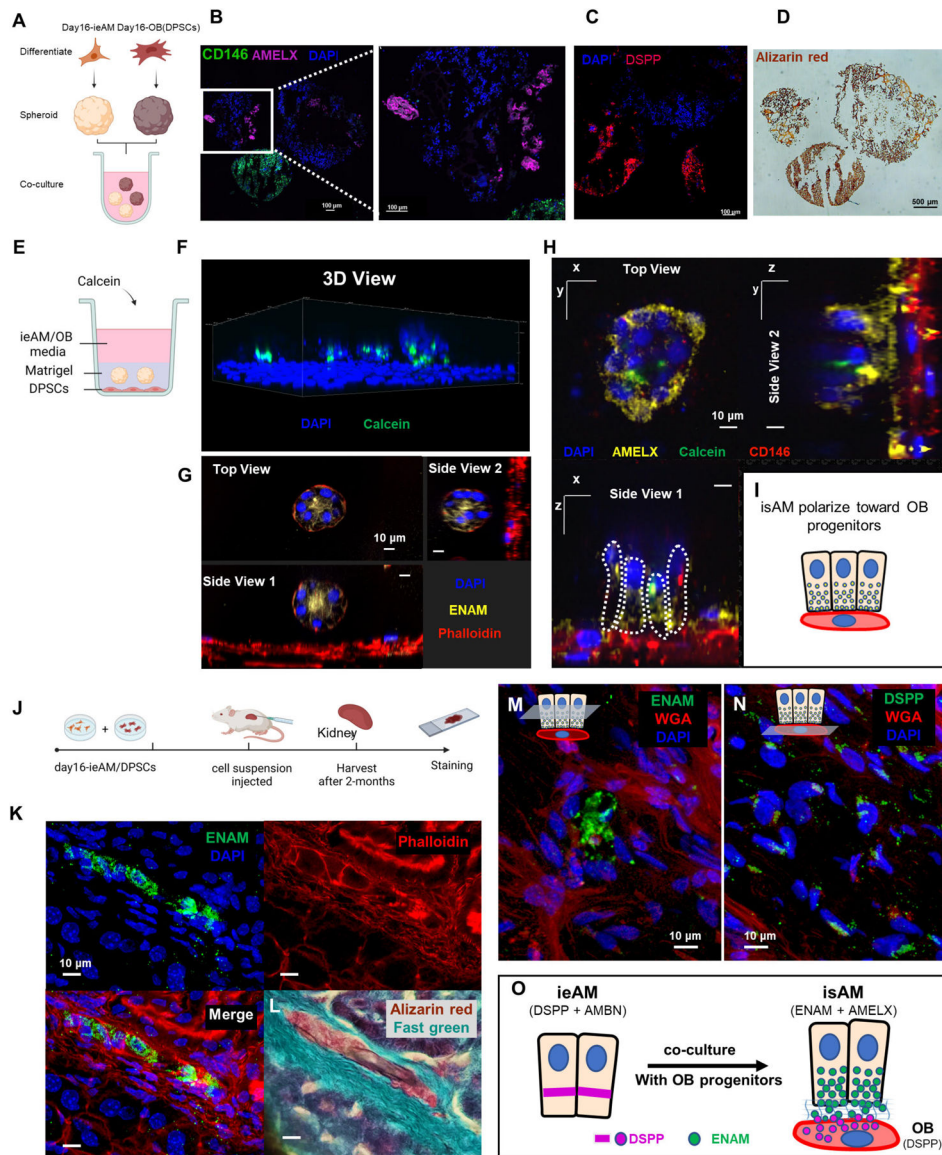 A
Day16-ieAM Day16-OB(DPSCs)
Differentiate
Spheroid
Co-culture
B
CD146 AMELX DAPI
100 µm
100 µm
C
DAPI DSPP
100 µm
D
Alizarin red
500 µm
E
Calcein
ieAM/OB
media
Matrigel
DPSCs
F
3D View
DAPI Calcein
G
Top View
10 µm
Side View 2
Side View 1
DAPI
ENAM
Phalloidin
H
x
y
Top View
10 µm
z
y
Side View 2
DAPI AMELX Calcein CD146
x
z
Side View 1
I
isAM polarize toward OB
progenitors
J
day16-ieAM/DPSCs
cell suspension
injected
Kidney
Harvest
after 2-months
Staining
K
ENAM
DAPI
10 µm
Phalloidin
Merge
L
Alizarin red
Fast green
M
ENAM
WGA
DAPI
10 µm
N
DSPP
WGA
DAPI
10 µm
O
ieAM
(DSPP + AMBN)
co-culture
With OB progenitors
isAM
(ENAM + AMELX)
OB
(DSPP)
DSPP
ENAM